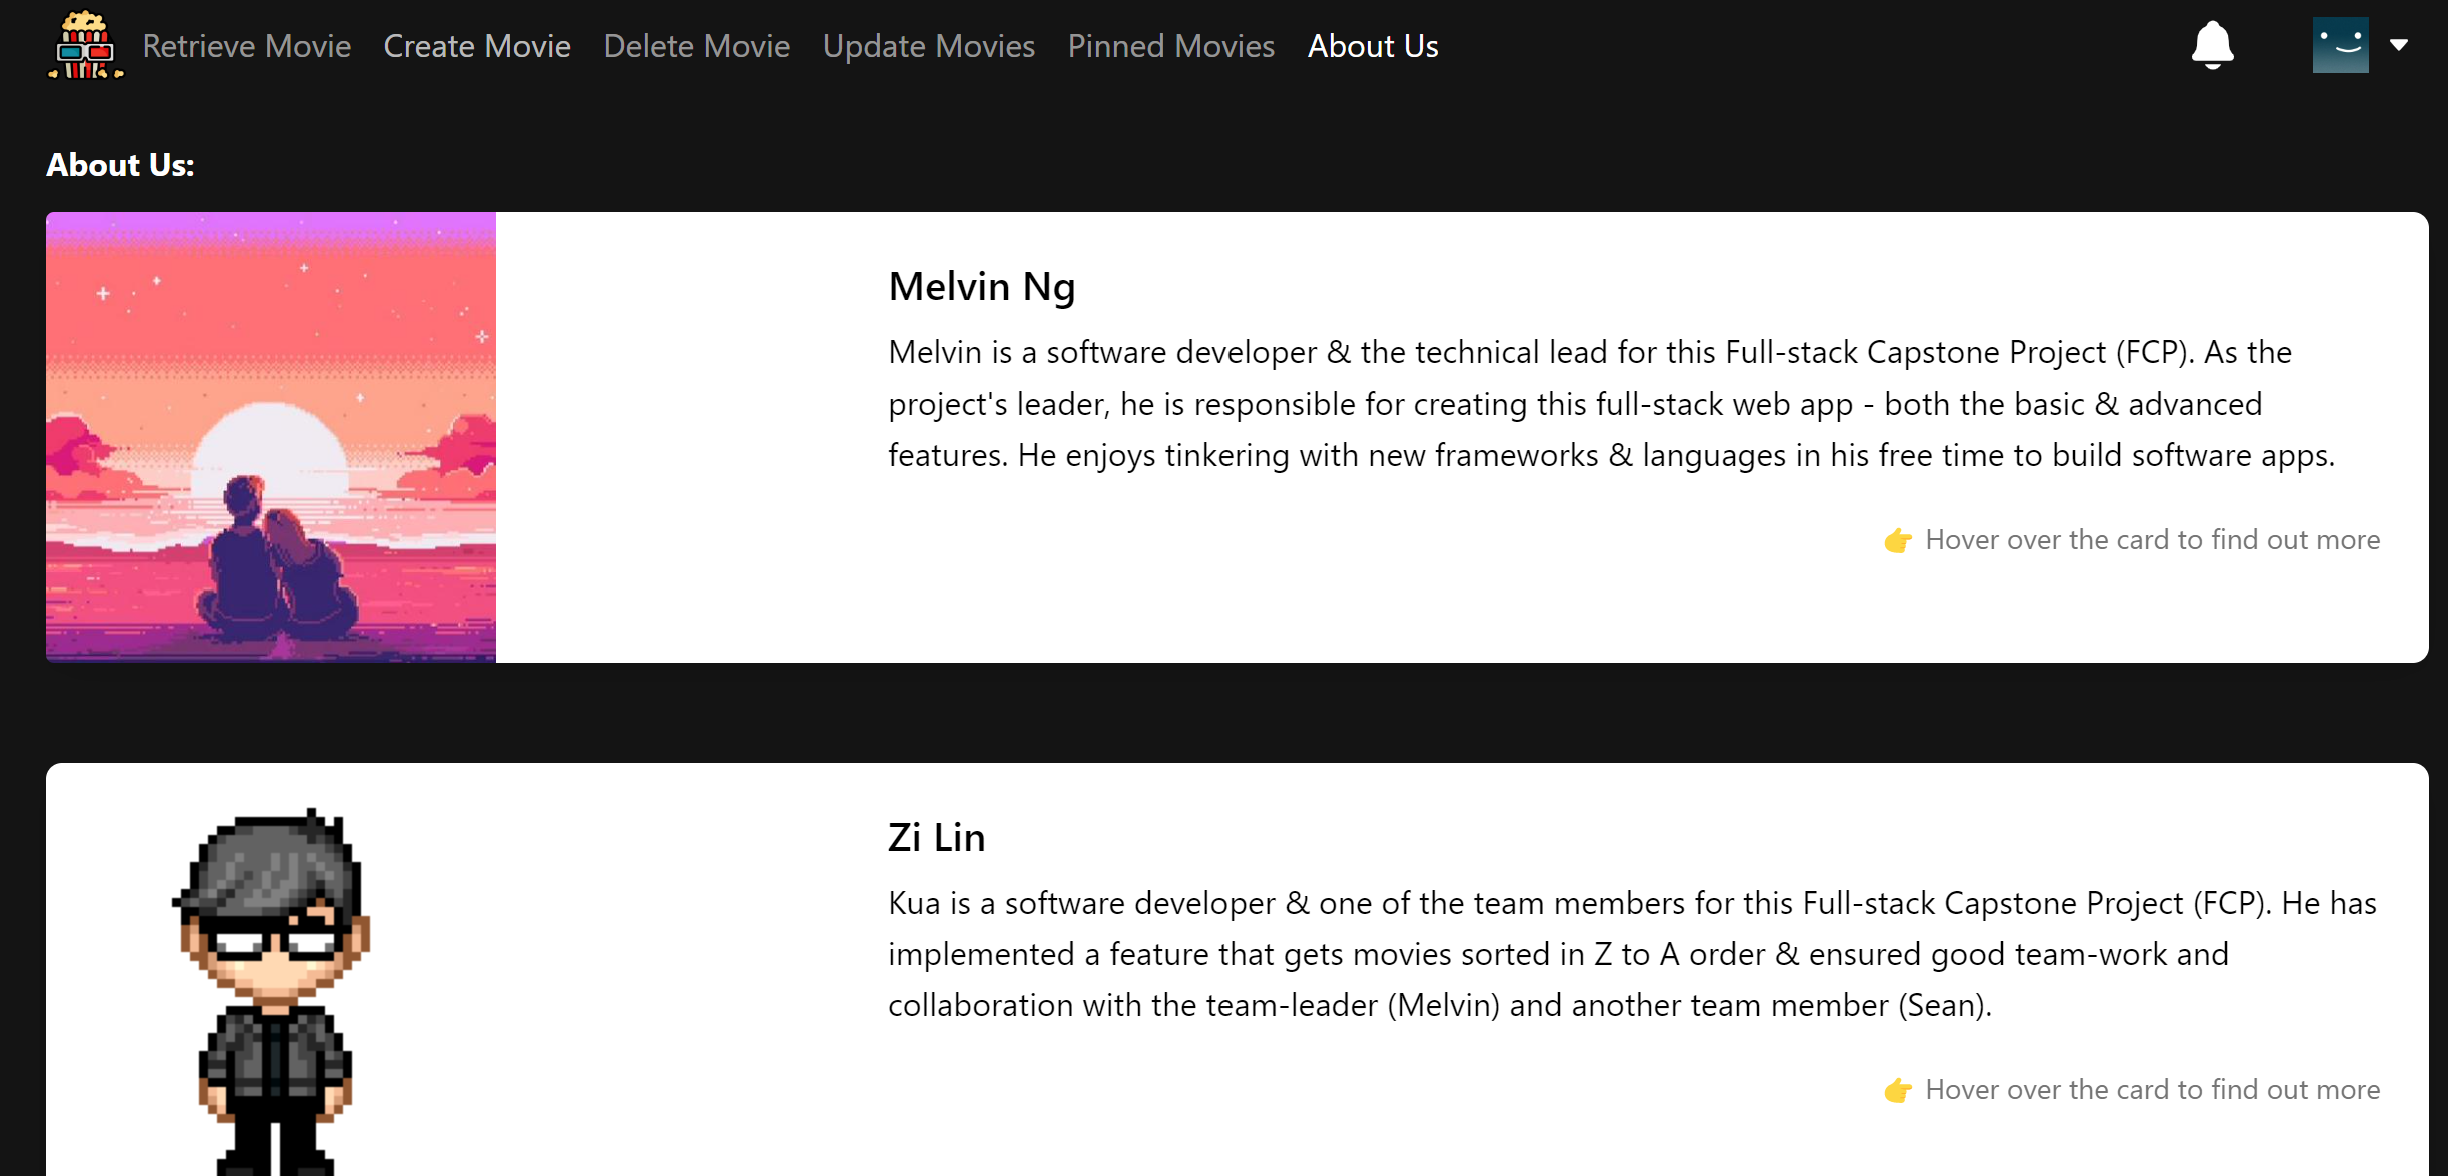 Retrieve Movie Create Movie Delete Movie Update Movies Pinned Movies About Us
About Us:
Melvin Ng
Melvin is a software developer & the technical lead for this Full-stack Capstone Project (FCP). As the
project's leader, he is responsible for creating this full-stack web app - both the basic & advanced
features. He enjoys tinkering with new frameworks & languages in his free time to build software apps.
👉 Hover over the card to find out more
Zi Lin
Kua is a software developer & one of the team members for this Full-stack Capstone Project (FCP). He has
implemented a feature that gets movies sorted in Z to A order & ensured good team-work and
collaboration with the team-leader (Melvin) and another team member (Sean).
👉 Hover over the card to find out more